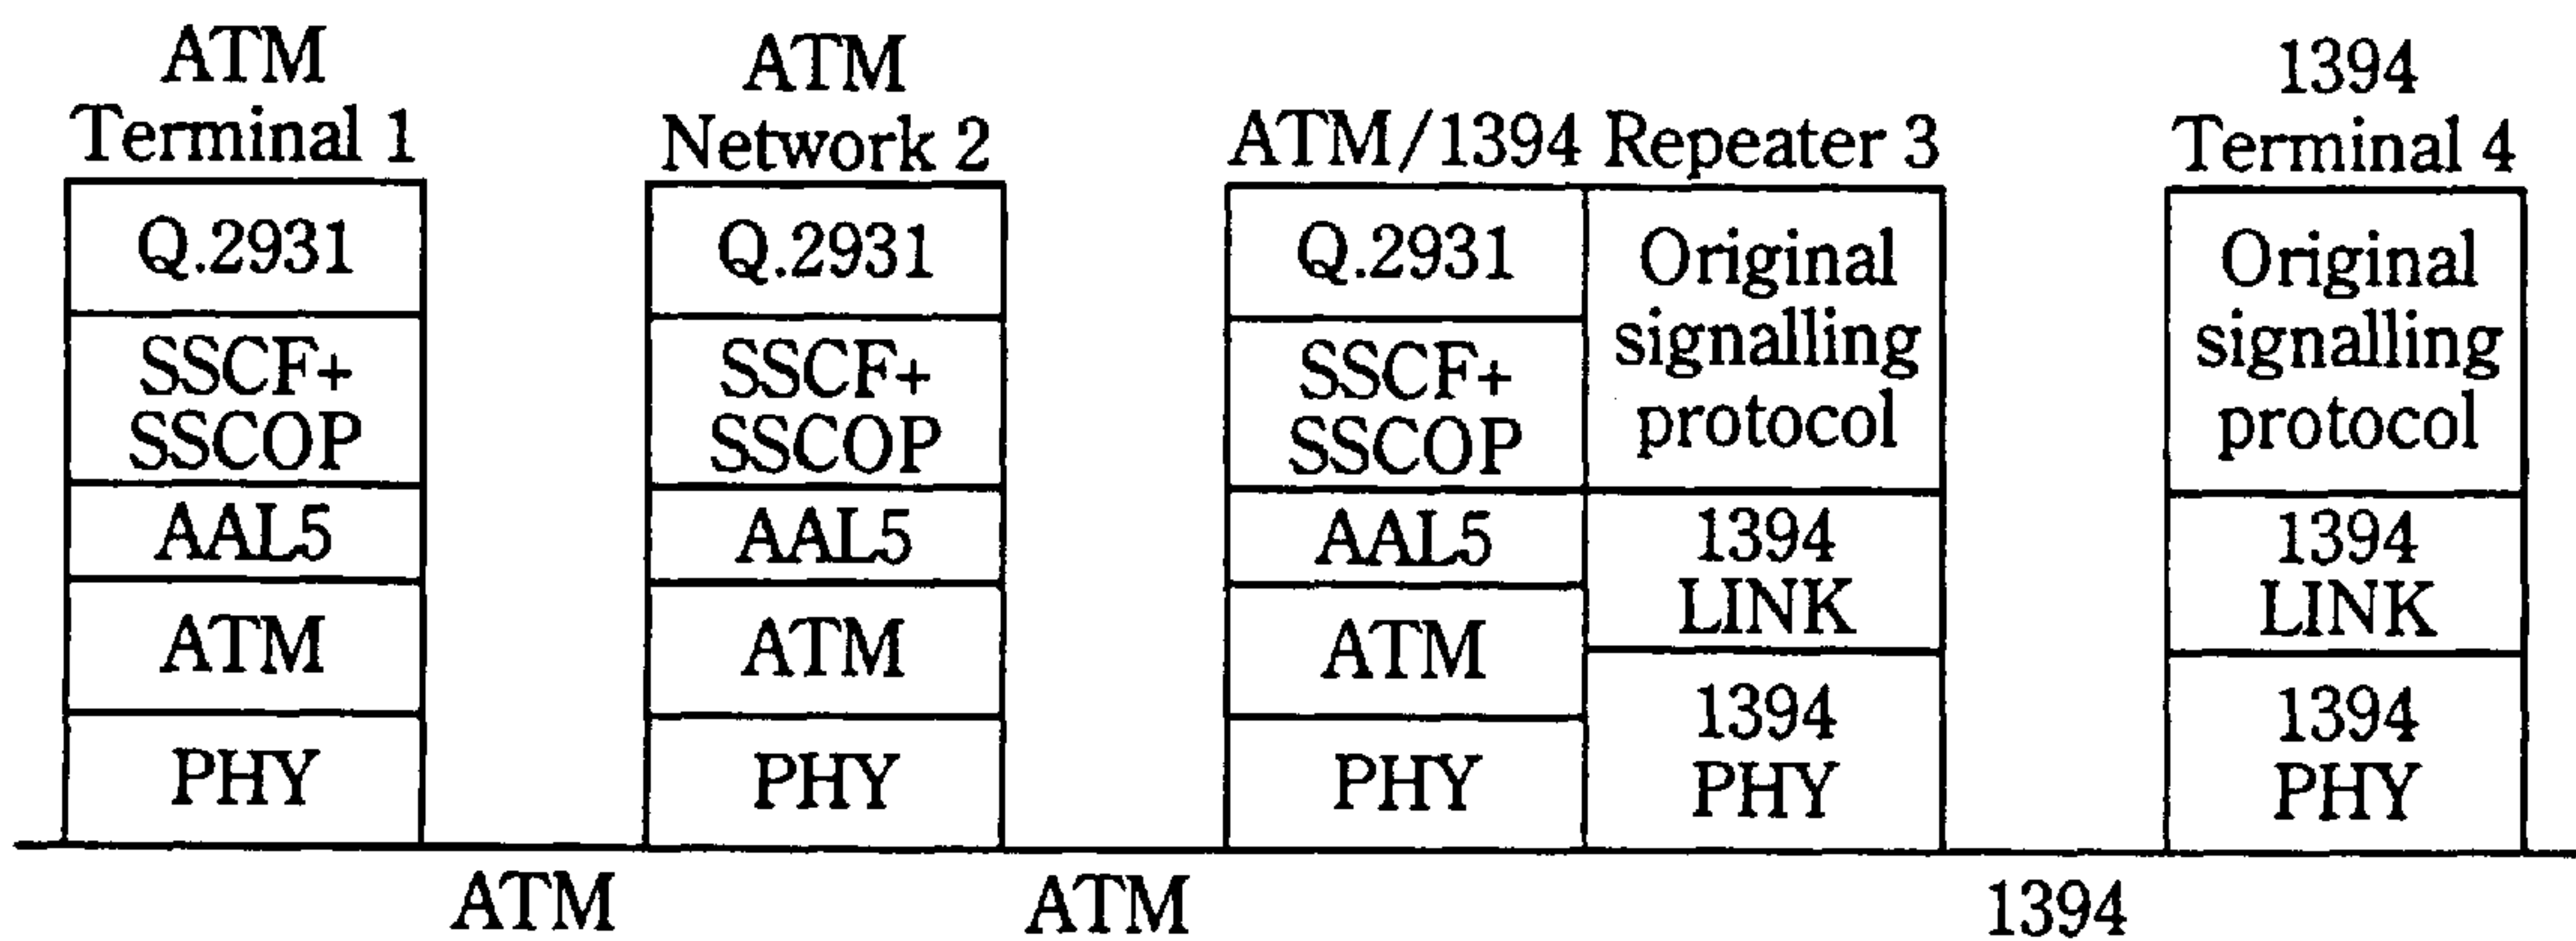 ATM
Terminal 1
ATM
Network 2
ATM/1394 Repeater 3
1394
Terminal 4
Q.2931
SSCF+
SSCOP
AAL5
ATM
PHY
Q.2931
SSCF+
SSCOP
AAL5
ATM
PHY
Q.2931
SSCF+
SSCOP
AAL5
ATM
PHY
Original
signalling
protocol
1394
LINK
1394
PHY
Original
signalling
protocol
1394
LINK
1394
PHY
ATM
ATM
1394